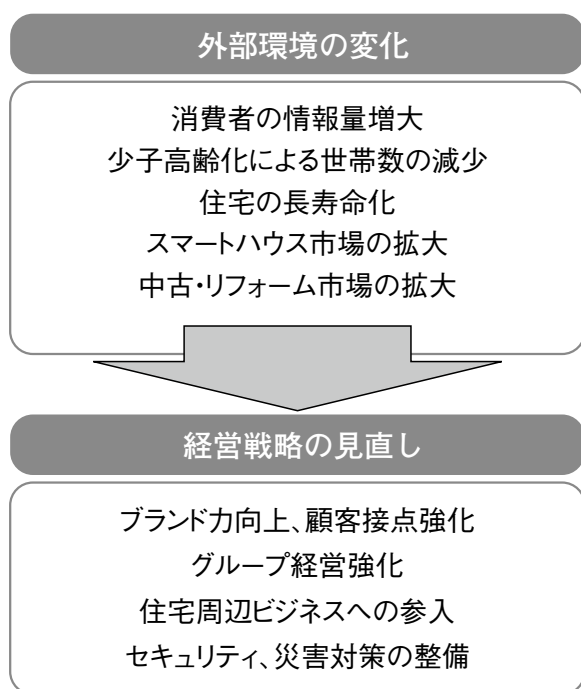 外部環境の変化
消費者の情報量増大
少子高齢化による世帯数の減少
住宅の長寿命化
スマートハウス市場の拡大
中古・リフォーム市場の拡大
経営戦略の見直し
ブランド力向上、顧客接点強化
グループ経営強化
住宅周辺ビジネスへの参入
セキュリティ、災害対策の整備